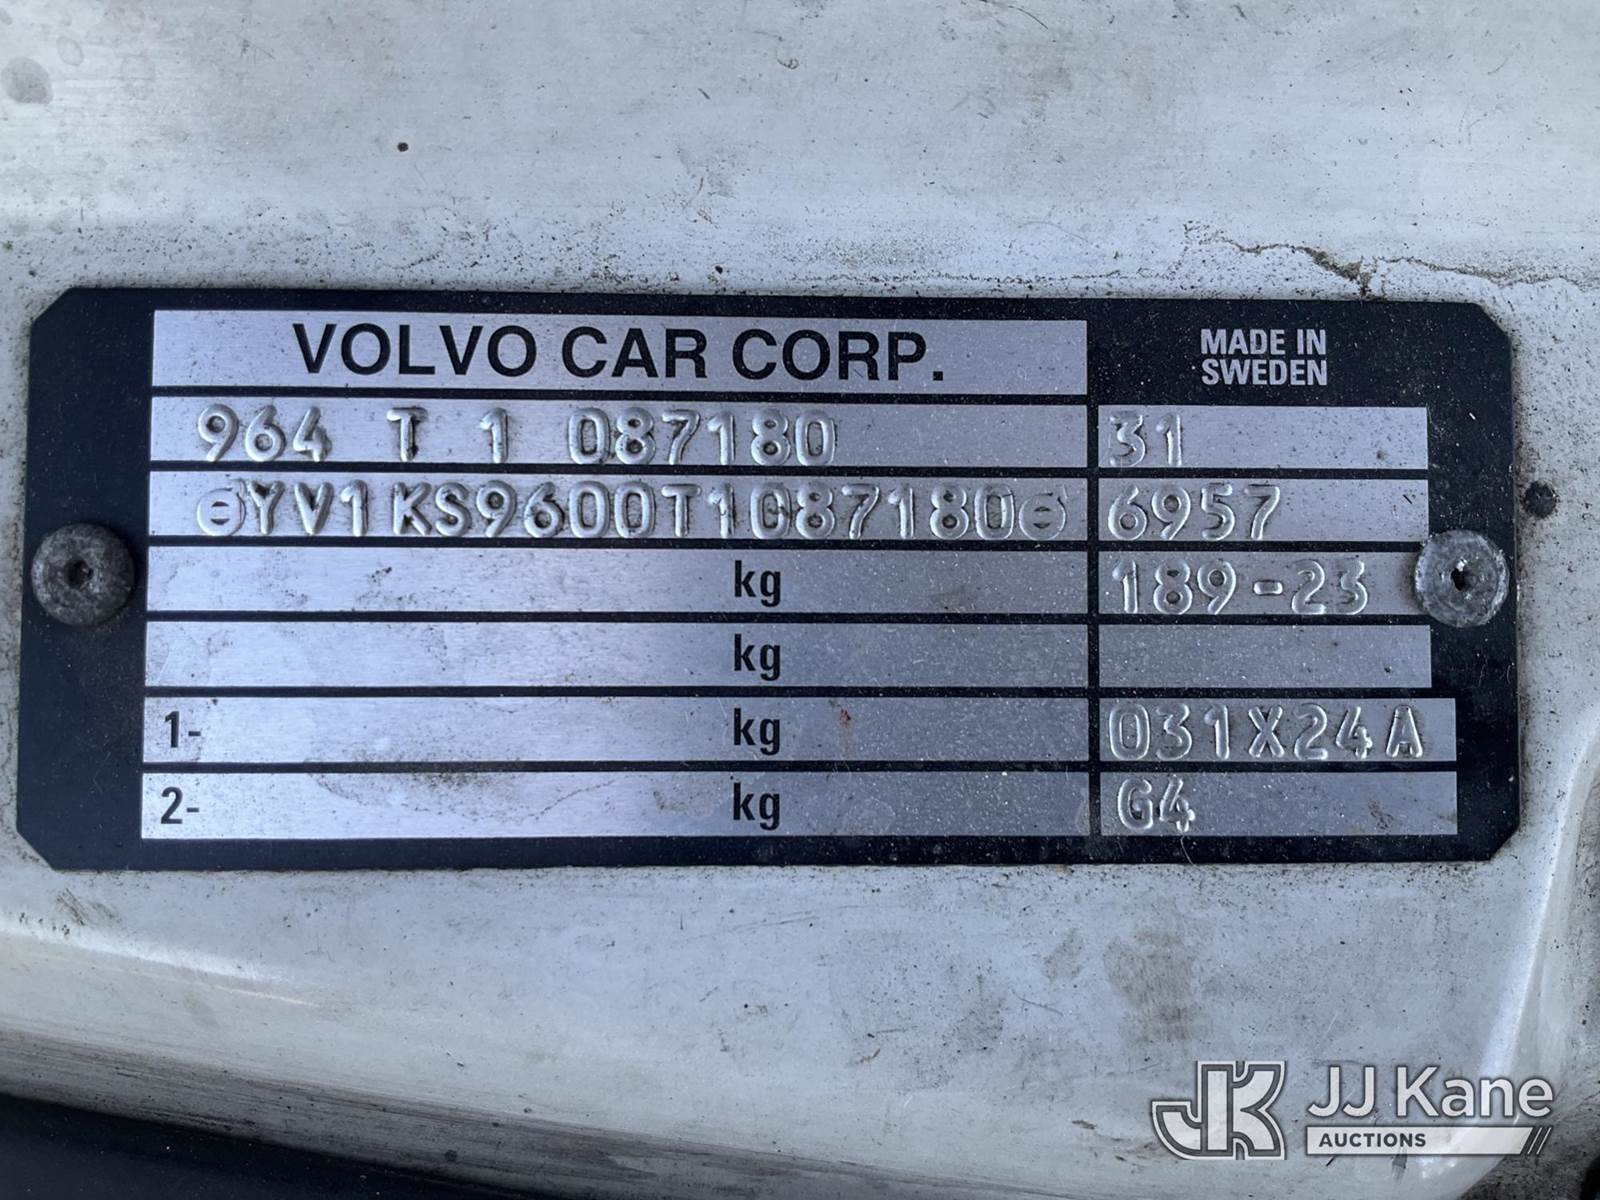 VOLVO CAR CORP.
MADE IN
SWEDEN
964 T 1 087180
31
⊖YV1KS9600T1087180⊖
6957
kg
189-23
kg
1- kg
031X24A
2- kg
G4
JK
JJ Kane
AUCTIONS